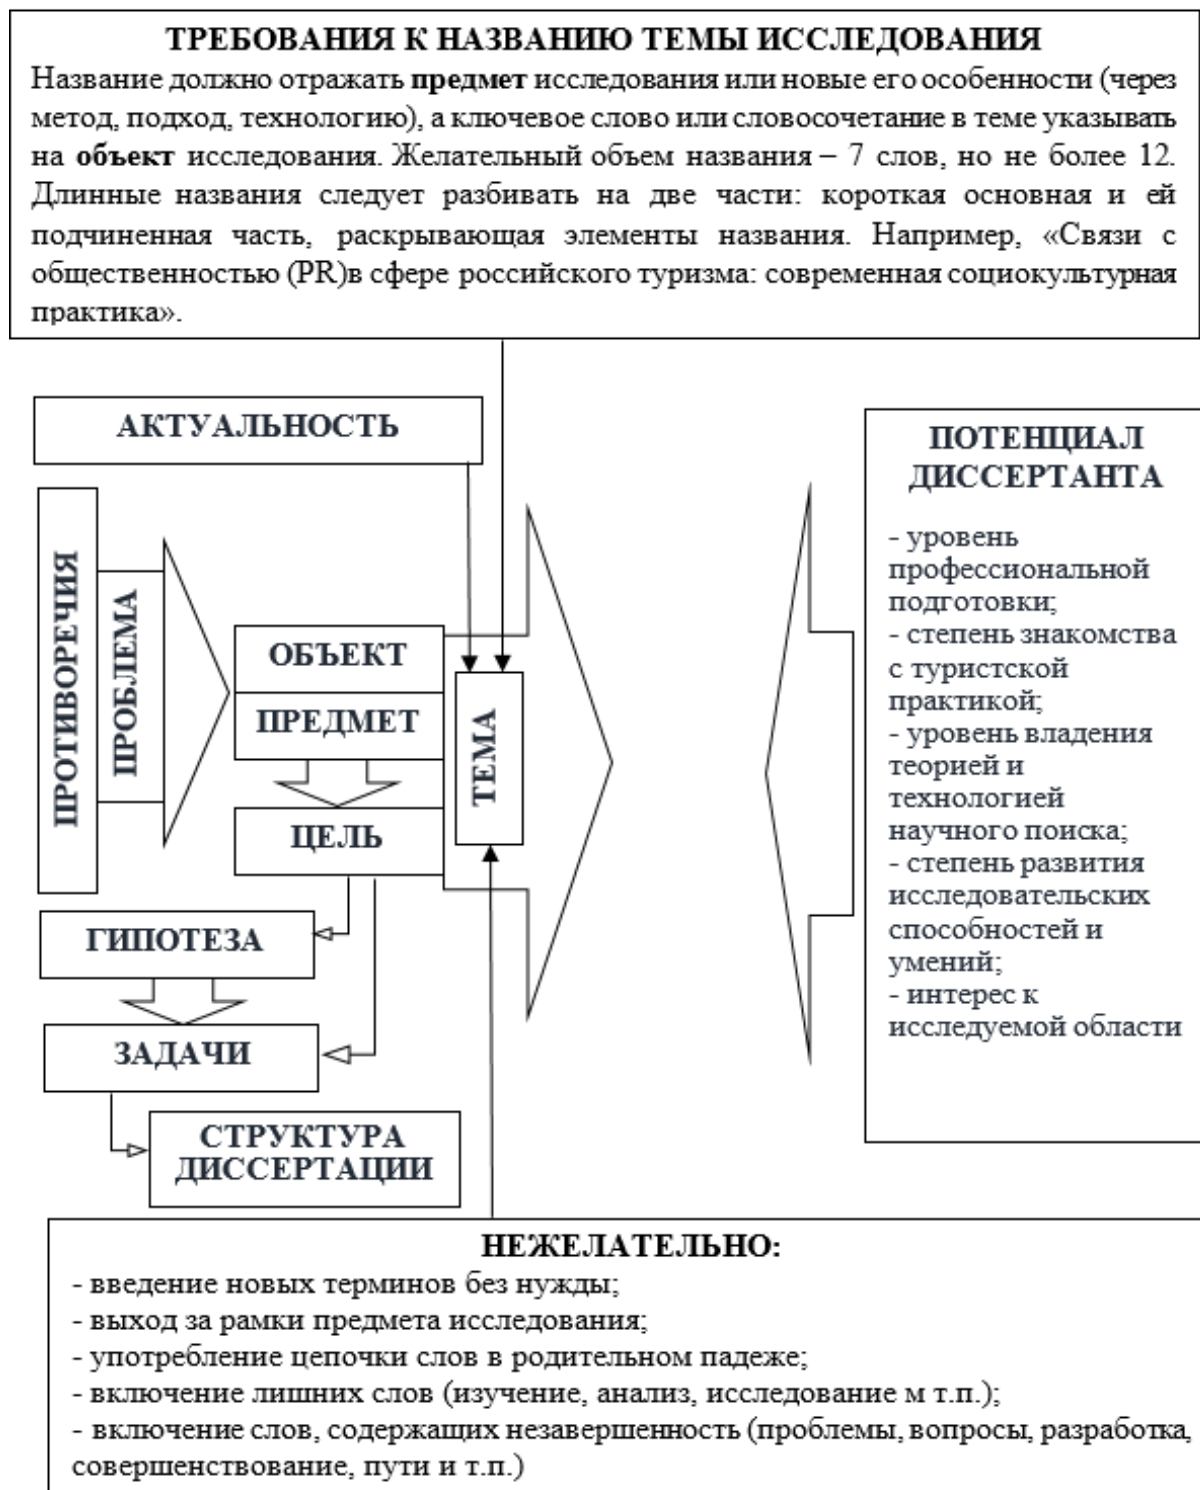 ТРЕБОВАНИЯ К НАЗВАНИЮ ТЕМЫ ИССЛЕДОВАНИЯ
Название должно отражать предмет исследования или новые его особенности (через
метод, подход, технологию), а ключевое слово или словосочетание в теме указывать
на объект исследования. Желательный объем названия – 7 слов, но не более 12.
Длинные названия следует разбивать на две части: короткая основная и ей
подчиненная часть, раскрывающая элементы названия. Например, «Связи с
общественностью (PR)в сфере российского туризма: современная социокультурная
практика».
АКТУАЛЬНОСТЬ
ПРОТИВОРЕЧИЯ
ПРОБЛЕМА
ОБЪЕКТ
ПРЕДМЕТ
ЦЕЛЬ
ТЕМА
ГИПОТЕЗА
ЗАДАЧИ
СТРУКТУРА
ДИССЕРТАЦИИ
ПОТЕНЦИАЛ
ДИССЕРТАНТА
- уровень
профессиональной
подготовки;
- степень знакомства
с туристской
практикой;
- уровень владения
теорией и
технологией
научного поиска;
- степень развития
исследовательских
способностей и
умений;
- интерес к
исследуемой области
НЕЖЕЛАТЕЛЬНО:
- введение новых терминов без нужды;
- выход за рамки предмета исследования;
- употребление цепочки слов в родительном падеже;
- включение лишних слов (изучение, анализ, исследование м т.п.);
- включение слов, содержащих незавершенность (проблемы, вопросы, разработка,
совершенствование, пути и т.п.)